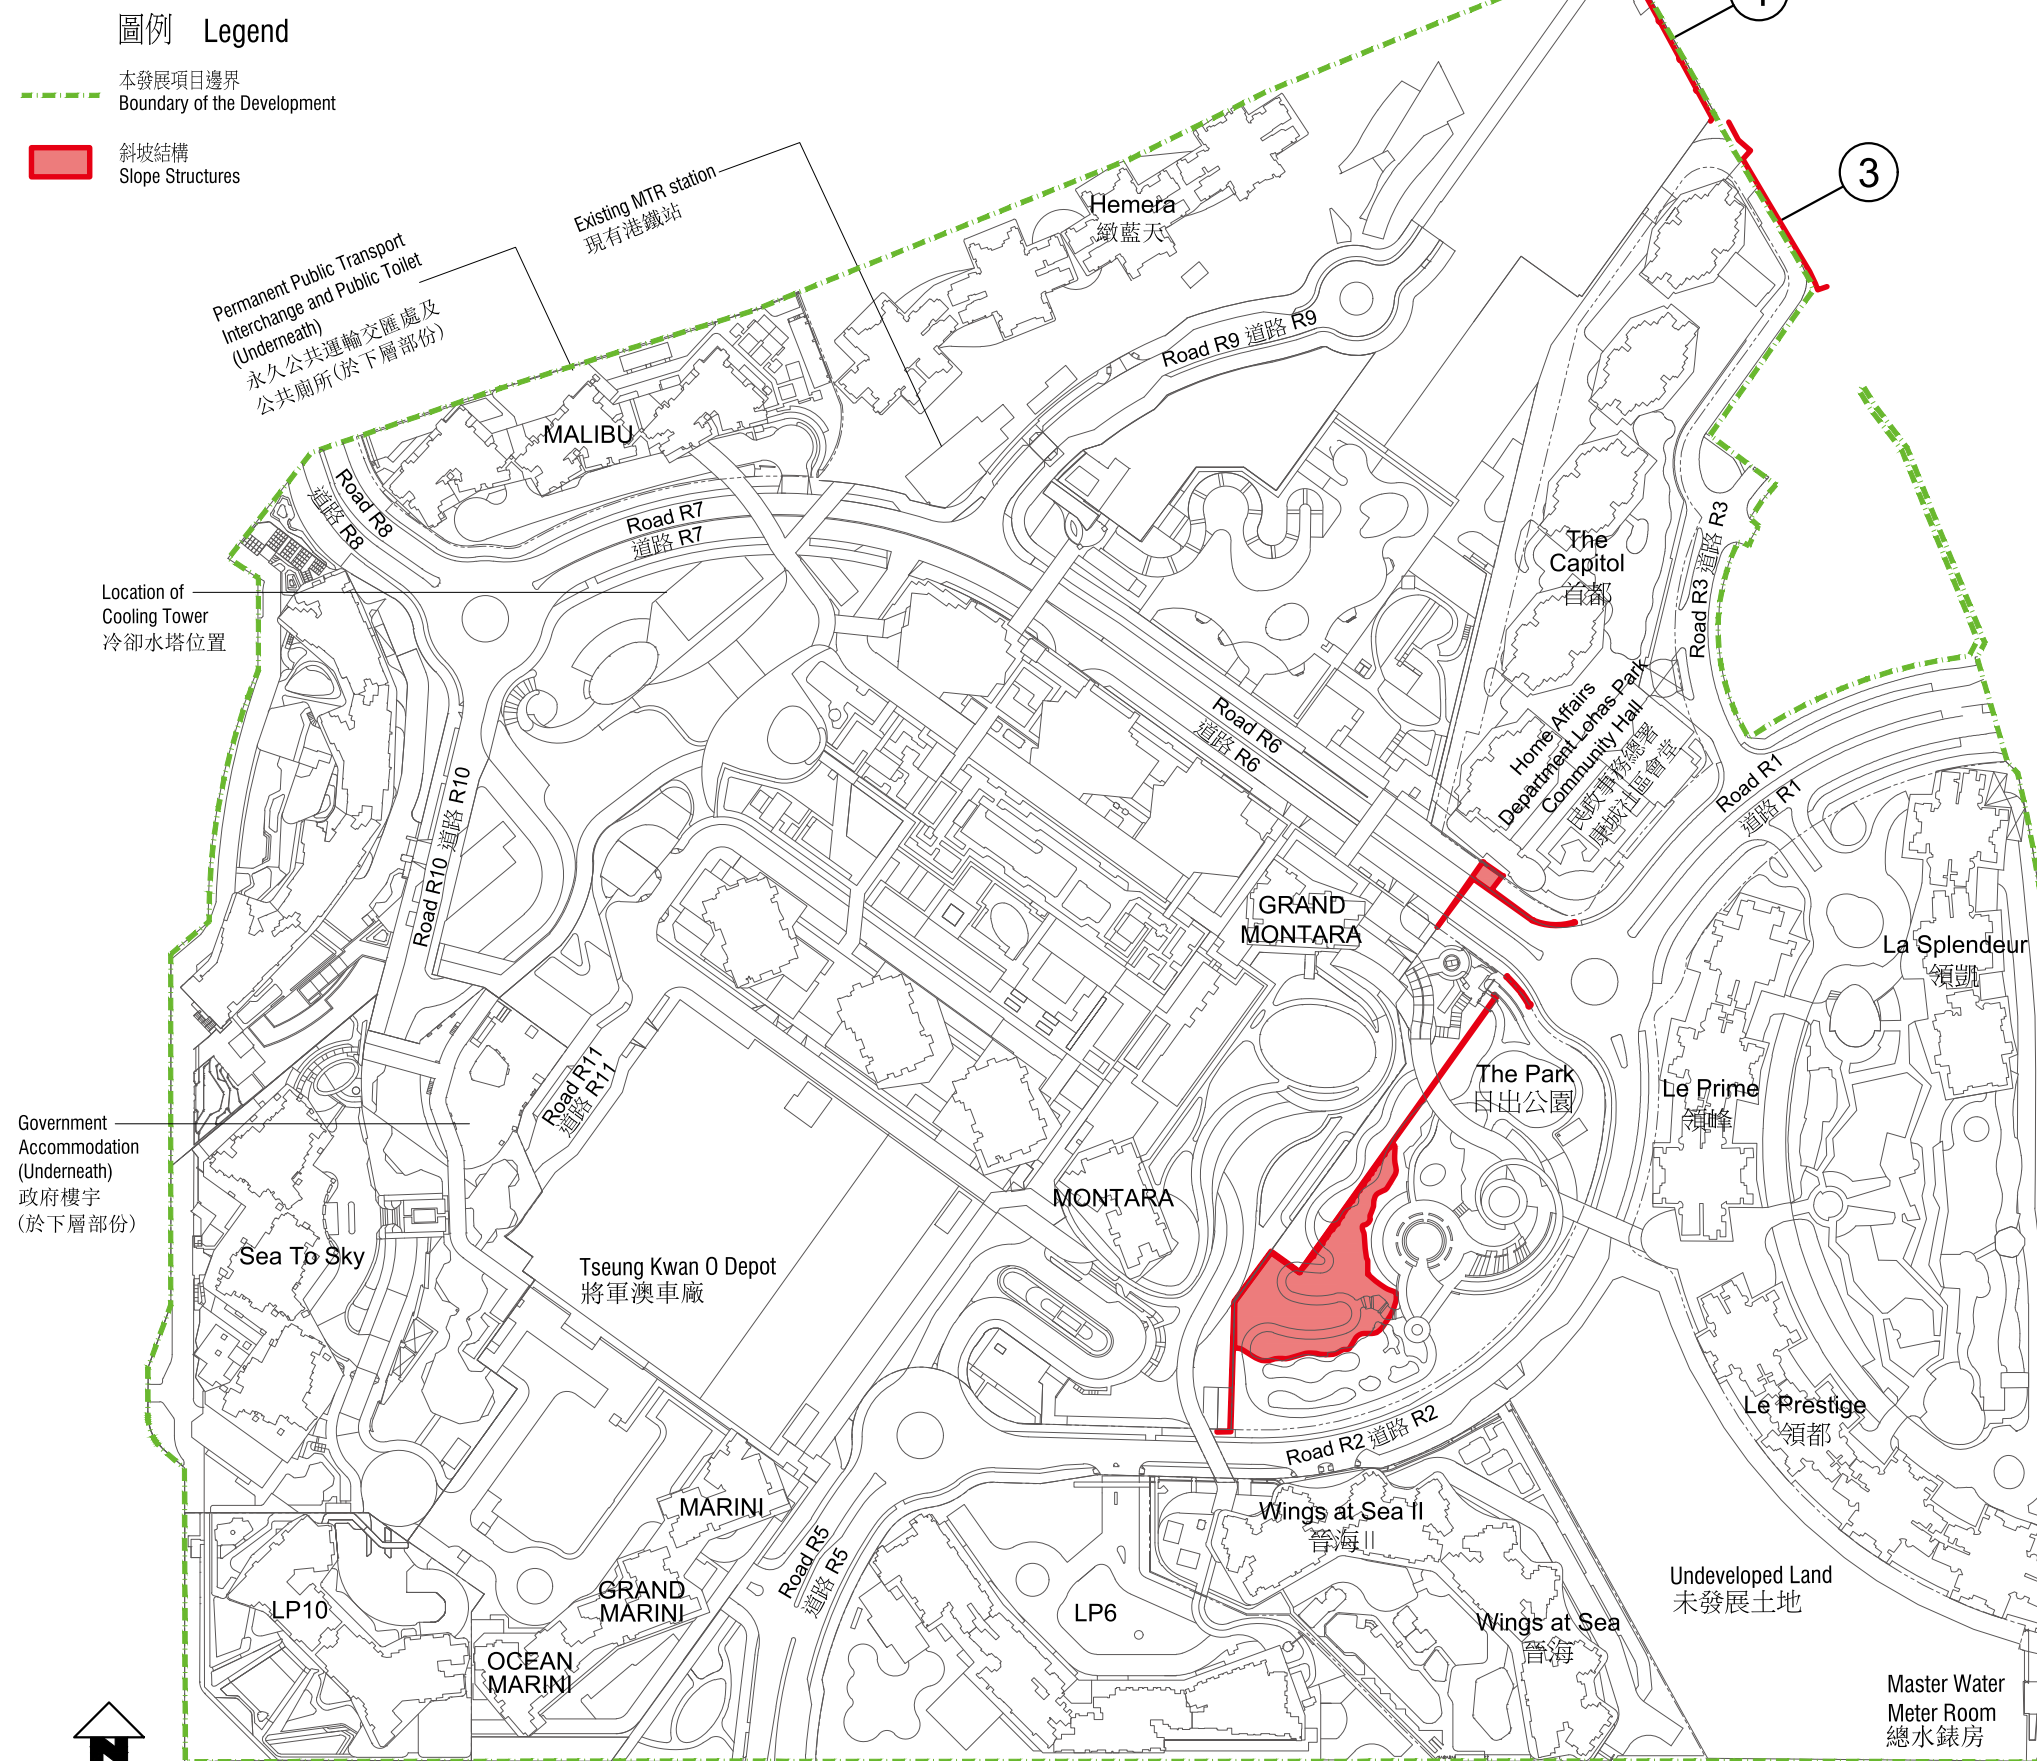 圖例 Legend
本發展項目邊界
Boundary of the Development
斜坡結構
Slope Structures
3
Existing MTR station
現有港鐵站
Permanent Public Transport
Interchange and Public Toilet
(Underneath)
永久公共運輸交匯處及
公共廁所(於下層部份)
Hemera
緻藍天
Road R9 道路 R9
MALIBU
Road R8
道路 R8
Road R7
道路 R7
The
Capitol
首都
Road R3 道路 R3
Location of
Cooling Tower
冷卻水塔位置
Home Affairs
Department Lohas Park
Community Hall
民政事務總署
康城社區會堂
Road R6
道路 R6
Road R1
道路 R1
Road R10 道路 R10
GRAND
MONTARA
La Splendeur
領凱
Road R11
道路 R11
The Park
日出公園
Le Prime
領峰
Government
Accommodation
(Underneath)
政府樓宇
(於下層部份)
MONTARA
Sea To Sky
Tseung Kwan O Depot
將軍澳車廠
Le Prestige
領都
Road R2 道路 R2
MARINI
Wings at Sea II
晉海 II
Road R5
道路 R5
Undeveloped Land
未發展土地
GRAND
MARINI
LP10
LP6
Wings at Sea
晉海
OCEAN
MARINI
Master Water
Meter Room
總水錶房
N